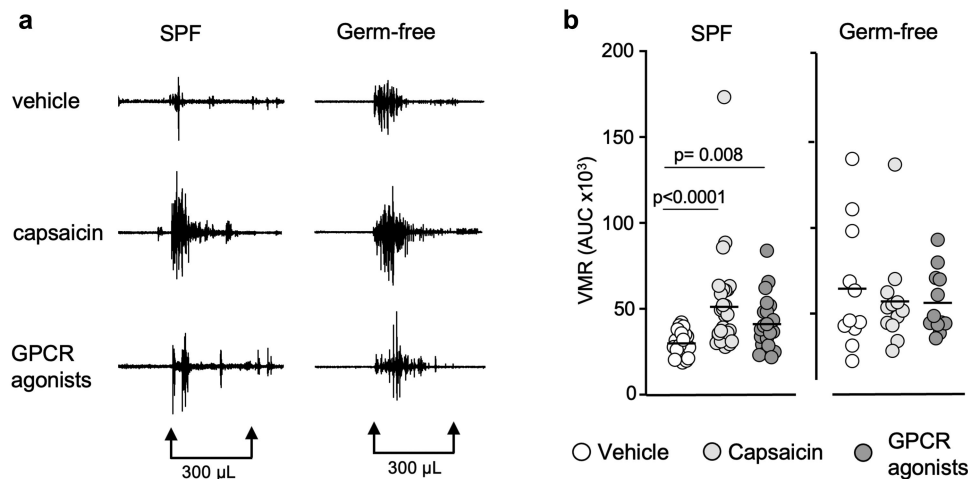 a
SPF Germ-free
vehicle
capsaicin
GPCR
agonists
300 µL 300 µL
b
SPF Germ-free
VMR (AUC x10³)
200
150
100
50
0
p= 0.008
p<0.0001
Vehicle Capsaicin GPCR
agonists